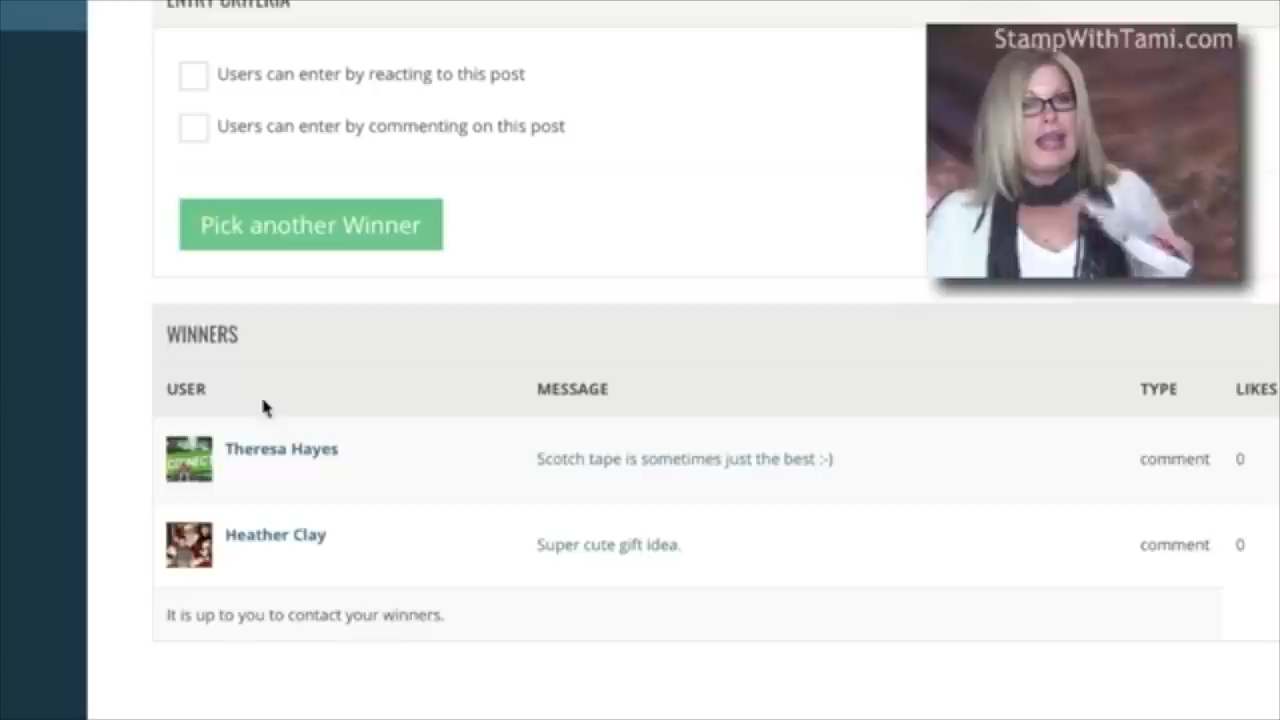 ENTRY CRITERIA
StampWithTami.com
Users can enter by reacting to this post
Users can enter by commenting on this post
Pick another Winner
WINNERS
USER MESSAGE TYPE LIKES
Theresa Hayes Scotch tape is sometimes just the best :-) comment 0
Heather Clay Super cute gift idea. comment 0
It is up to you to contact your winners.